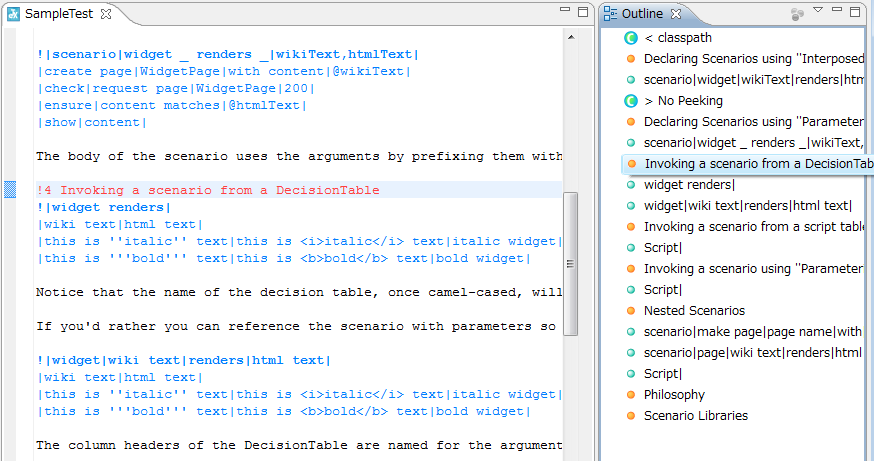 SampleTest
!|scenario|widget _ renders _|wikiText,htmlText|
|create page|WidgetPage|with content|@wikiText|
|check|request page|WidgetPage|200|
|ensure|content matches|@htmlText|
|show|content|
The body of the scenario uses the arguments by prefixing them with
!4 Invoking a scenario from a DecisionTable
!|widget renders|
|wiki text|html text|
|this is ''italic'' text|this is <i>italic</i> text|italic widget|
|this is '''bold''' text|this is <b>bold</b> text|bold widget|
Notice that the name of the decision table, once camel-cased, will
If you'd rather you can reference the scenario with parameters so
!|widget|wiki text|renders|html text|
|wiki text|html text|
|this is ''italic'' text|this is <i>italic</i> text|italic widget|
|this is '''bold''' text|this is <b>bold</b> text|bold widget|
The column headers of the DecisionTable are named for the argument
Outline
< classpath
Declaring Scenarios using "Interposed
scenario|widget|wikiText|renders|htm
> No Peeking
Declaring Scenarios using "Parameter
scenario|widget _ renders _|wikiText,
Invoking a scenario from a DecisionTab
widget renders|
widget|wiki text|renders|html text|
Invoking a scenario from a script table
Script|
Invoking a scenario using "Parameter
Script|
Nested Scenarios
scenario|make page|page name|with
scenario|page|wiki text|renders|html
Script|
Philosophy
Scenario Libraries